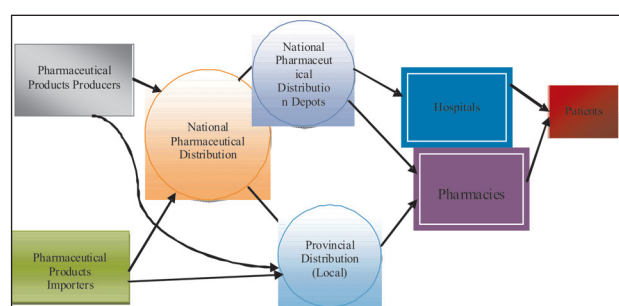 Pharmaceutical
Products Producers
National
Pharmaceut
ical
Distributio
n Depots
National
Pharmaceutical
Distribution
Hospitals
Patients
Pharmacies
Provincial
Distribution
(Local)
Pharmaceutical
Products
Importers